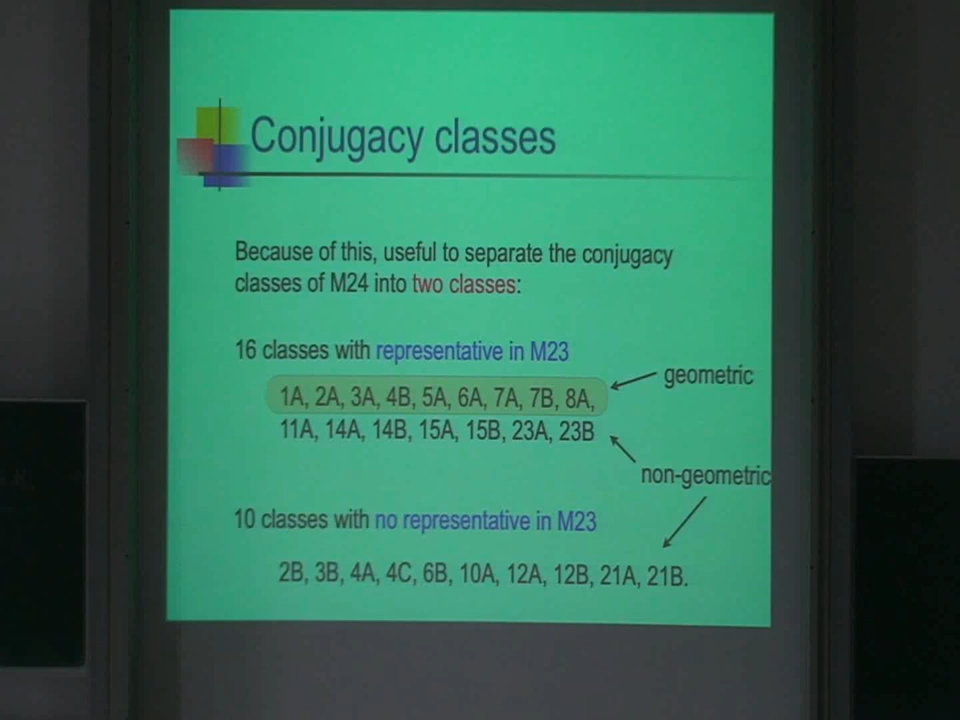 Conjugacy classes
Because of this, useful to separate the conjugacy
classes of M24 into two classes:
16 classes with representative in M23
geometric
1A, 2A, 3A, 4B, 5A, 6A, 7A, 7B, 8A,
11A, 14A, 14B, 15A, 15B, 23A, 23B
non-geometric
10 classes with no representative in M23
2B, 3B, 4A, 4C, 6B, 10A, 12A, 12B, 21A, 21B.